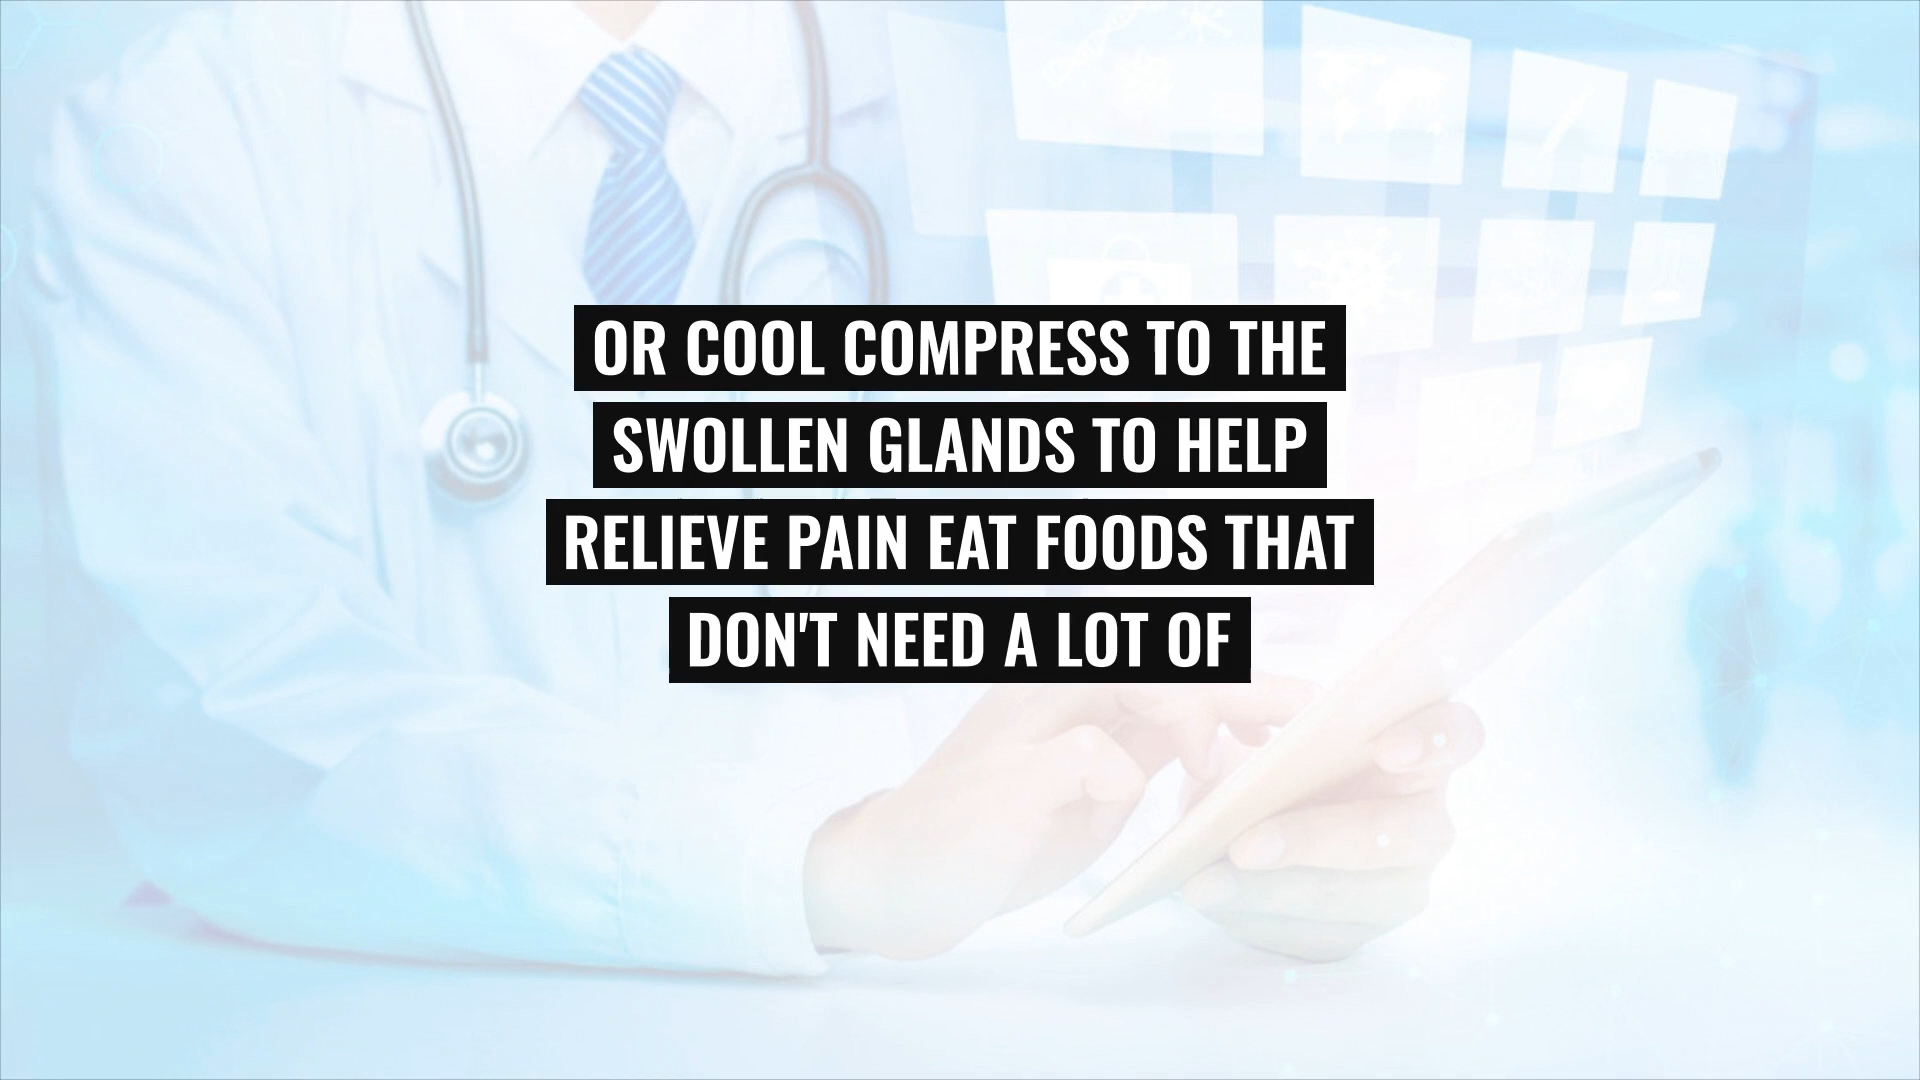 OR COOL COMPRESS TO THE
SWOLLEN GLANDS TO HELP
RELIEVE PAIN EAT FOODS THAT
DON'T NEED A LOT OF